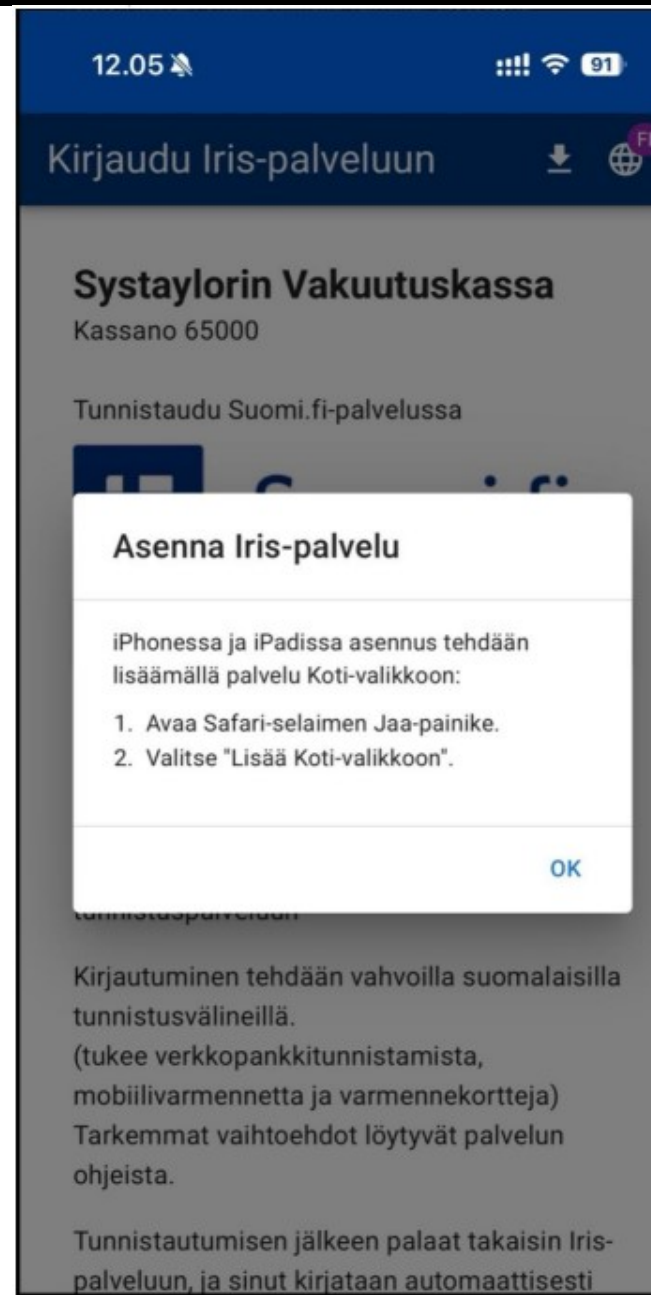 12.05
91
Kirjaudu Iris-palveluun
Systaylorin Vakuutuskassa
Kassano 65000
Tunnistaudu Suomi.fi-palvelussa
Asenna Iris-palvelu
iPhonessa ja iPadissa asennus tehdään
lisäämällä palvelu Koti-valikkoon:
1. Avaa Safari-selaimen Jaa-painike.
2. Valitse "Lisää Koti-valikkoon".
OK
Kirjautuminen tehdään vahvoilla suomalaisilla
tunnistusvälineillä.
(tukee verkkopankkitunnistamista,
mobiilivarmennetta ja varmennekortteja)
Tarkemmat vaihtoehdot löytyvät palvelun
ohjeista.
Tunnistautumisen jälkeen palaat takaisin Iris-
palveluun, ja sinut kirjataan automaattisesti